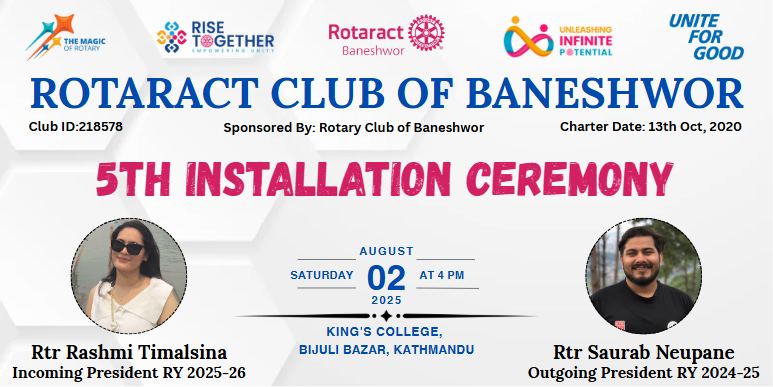 THE MAGIC
OF ROTARY
RISE
TOGETHER
EMPOWERING UNITY
Rotaract
Baneshwor
UNLEASHING
INFINITE
POTENTIAL
UNITE
FOR
GOOD
ROTARACT CLUB OF BANESHWOR
Club ID:218578
Sponsored By: Rotary Club of Baneshwor
Charter Date: 13th Oct, 2020
5TH INSTALLATION CEREMONY
AUGUST
SATURDAY 02 AT 4 PM
2025
KING'S COLLEGE,
BIJULI BAZAR, KATHMANDU
Rtr Rashmi Timalsina
Incoming President RY 2025-26
Rtr Saurab Neupane
Outgoing President RY 2024-25